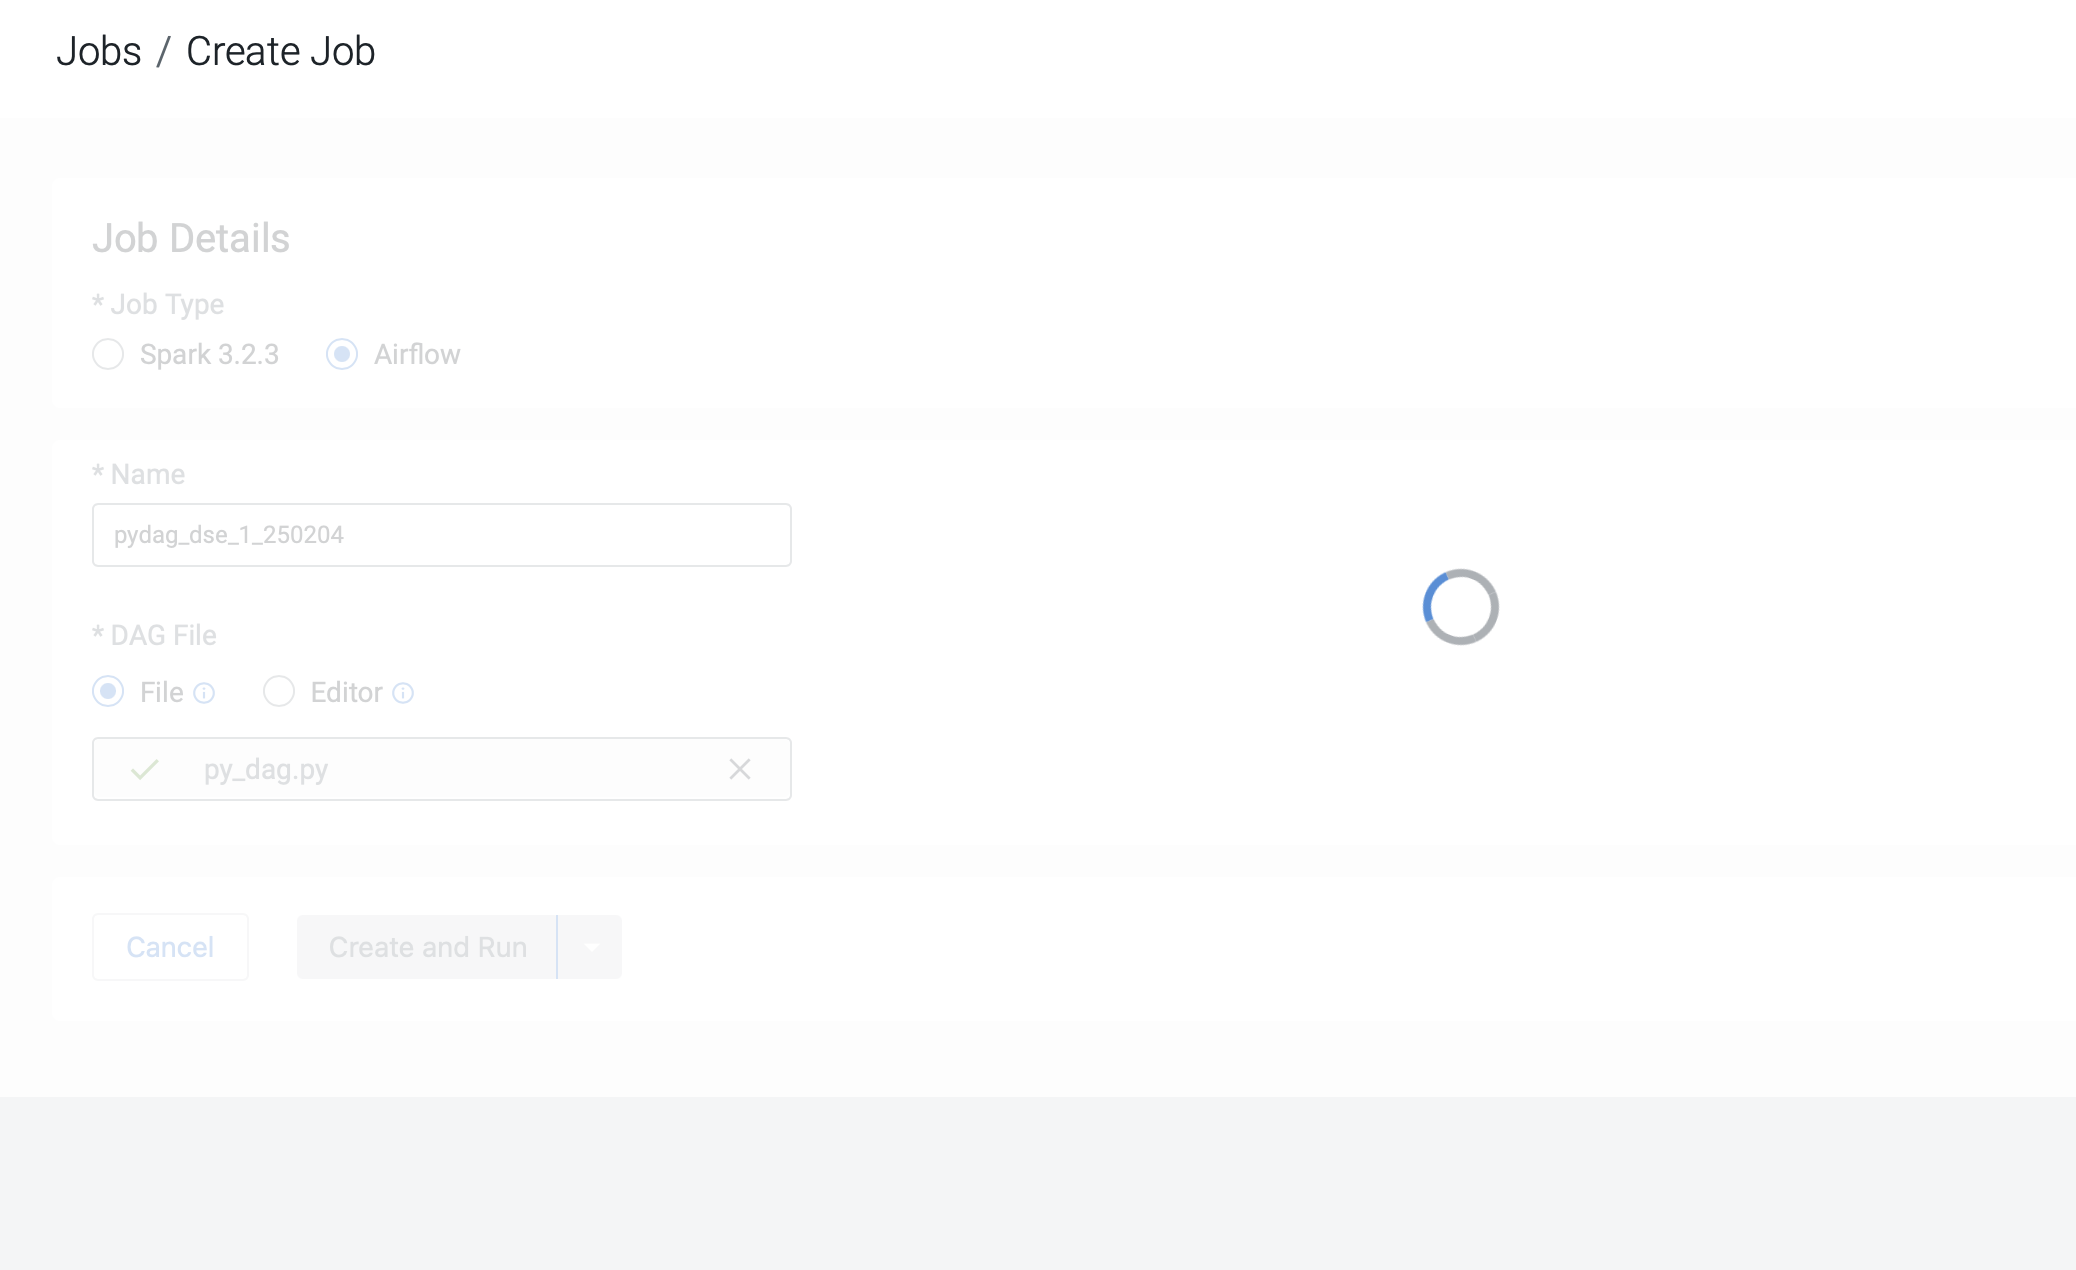 Jobs / Create Job
Job Details
* Job Type
Spark 3.2.3 Airflow
* Name
pydag_dse_1_250204
* DAG File
File Editor
py_dag.py
Cancel Create and Run